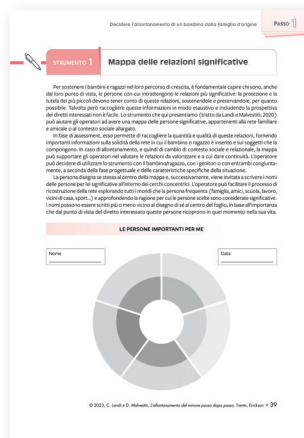 Decidere l'allontanamento di un bambino dalla famiglia d'origine PASSO 1
STRUMENTO 1 Mappa delle relazioni significative
Per sostenere i bambini e ragazzi nel loro percorso di crescita, è fondamentale capire chi sono, anche
dal loro punto di vista, le persone con cui intrattengono le relazioni più significative: la protezione e la
tutela dei più piccoli devono tener conto di queste relazioni, sostenendole e preservandole, per quanto
possibile. Talvolta però raccogliere queste informazioni in modo esaustivo e includendo la prospettiva
dei diretti interessati non è facile. Lo strumento che qui presentiamo (tratto da Landi e Malvestiti, 2020)
può aiutare gli operatori ad avere una mappa delle persone significative, appartenenti alla rete familiare
e amicale o al contesto sociale allargato.
In fase di assessment, esso permette di raccogliere la quantità e qualità di queste relazioni, fornendo
importanti informazioni sulla solidità della rete in cui il bambino o ragazzo è inserito e sui soggetti che la
compongono. In caso di allontanamento, e quindi di cambio di contesto sociale e relazionale, la mappa
può supportare gli operatori nel valutare le relazioni da valorizzare e a cui dare continuità. L'operatore
può decidere di utilizzare lo strumento con il bambino/ragazzo, con i genitori o con entrambi congiunta-
mente, a seconda della fase progettuale e delle caratteristiche specifiche della situazione.
La persona disegna se stessa al centro della mappa e, successivamente, viene invitata a scrivere i nomi
delle persone per lei significative all'interno dei cerchi concentrici. L'operatore può facilitare il processo di
ricostruzione della rete esplorando tutti i mondi che la persona frequenta (famiglia, amici, scuola, lavoro,
vicini di casa, sport...) e approfondendo la ragione per cui le persone scelte sono considerate significative.
I nomi possono essere scritti più o meno vicino al disegno di sé al centro del foglio, in base all'importanza
che dal punto di vista del diretto interessato queste persone ricoprono in quel momento nella sua vita.
LE PERSONE IMPORTANTI PER ME
Nome
Data
© 2023, C. Landi e D. Malvestiti, L'allontanamento del minore passo dopo passo, Trento, Erickson • 39